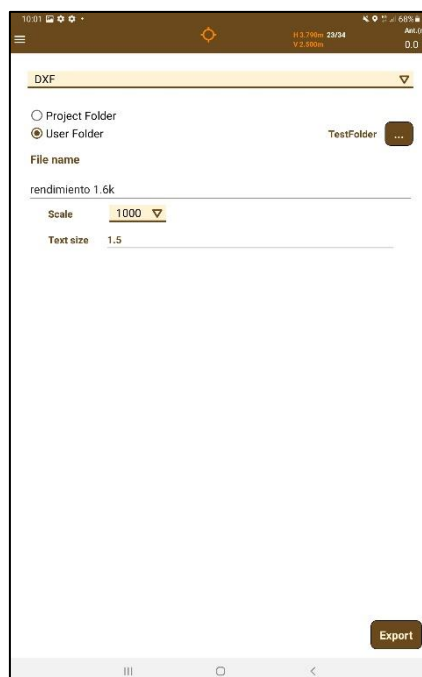 10:01 68%
H 3.790m 23/34 Ant.(
V 2.500m 0.0
DXF
Project Folder
User Folder TestFolder ...
File name
rendimiento 1.6k
Scale 1000
Text size 1.5
Export